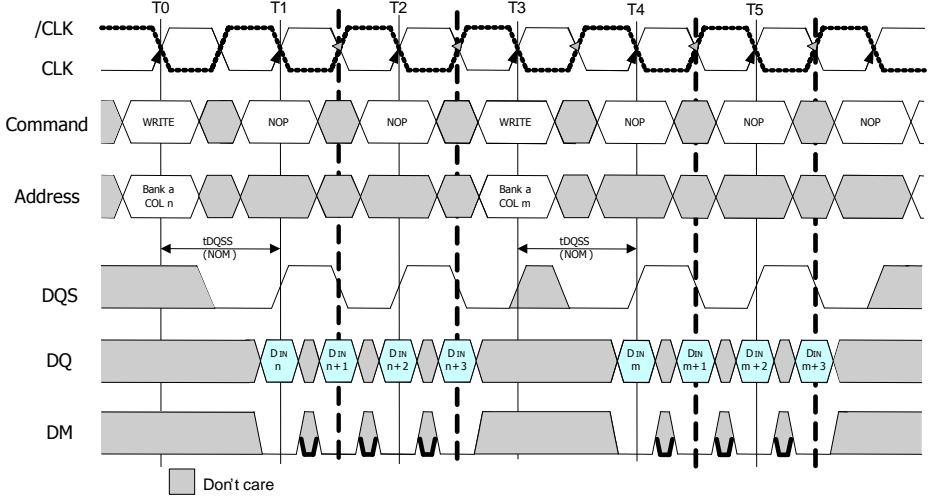 T0 T1 T2 T3 T4 T5
/CLK
CLK
Command WRITE NOP NOP WRITE NOP NOP NOP
Address Bank a COL n Bank a COL m
tDQSS (NOM) tDQSS (NOM)
DQS
DQ DIN n DIN n+1 DIN n+2 DIN n+3 DIN m DIN m+1 DIN m+2 DIN m+3
DM
Don't care